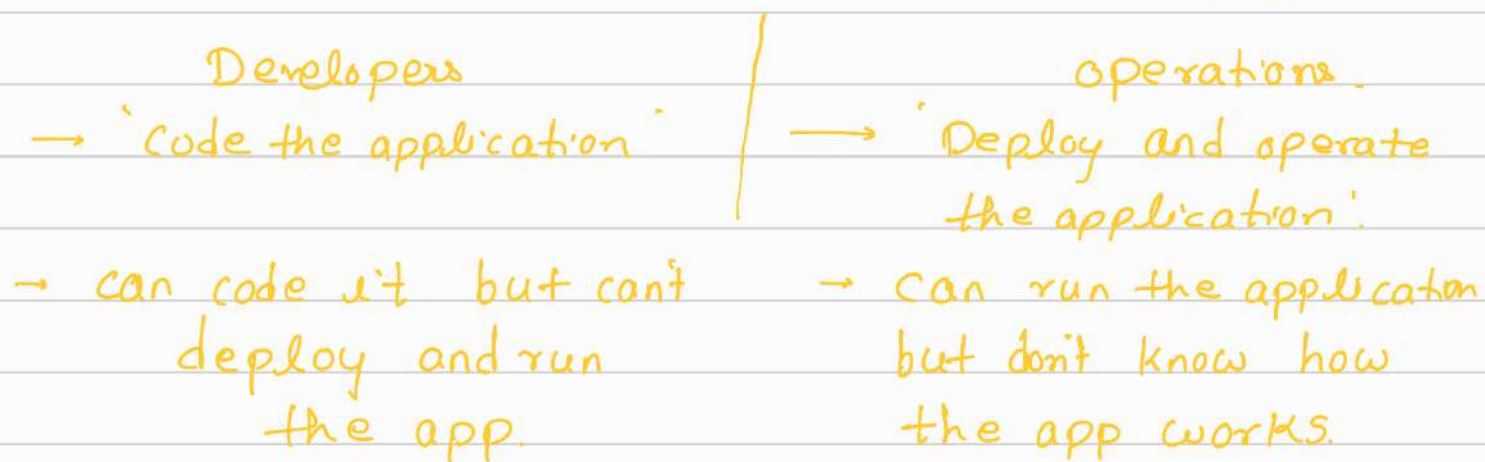 Developers
→ 'Code the application'
→ can code it but can't
deploy and run
the app.
operations.
→ 'Deploy and operate
the application'.
→ can run the application
but don't know how
the app works.